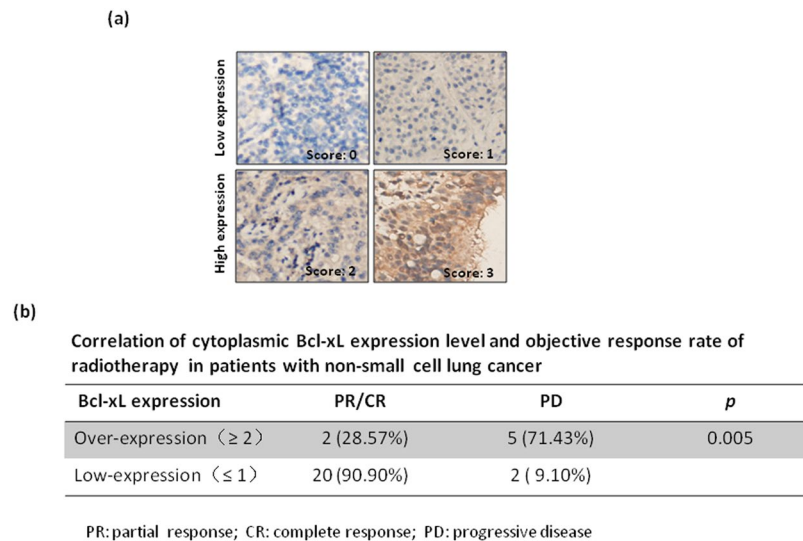 (a)
Low expression
Score: 0
Score: 1
High expression
Score: 2
Score: 3
(b)
Correlation of cytoplasmic Bcl-xL expression level and objective response rate of
radiotherapy in patients with non-small cell lung cancer
Bcl-xL expression PR/CR PD p
Over-expression（≥ 2） 2 (28.57%) 5 (71.43%) 0.005
Low-expression（≤ 1） 20 (90.90%) 2 ( 9.10%)
PR: partial response; CR: complete response; PD: progressive disease